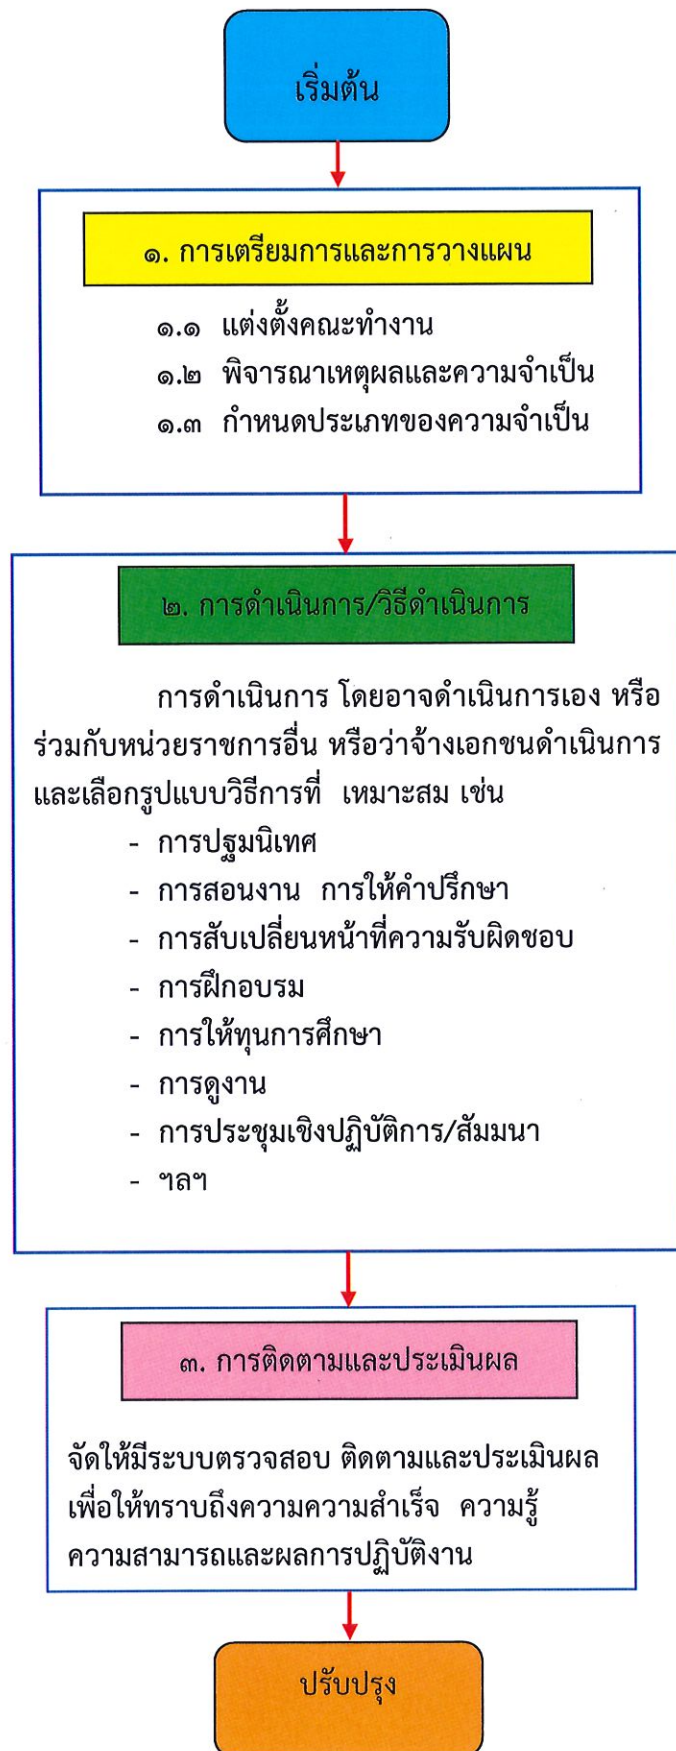 เริ่มต้น
๑. การเตรียมการและการวางแผน
๑.๑ แต่งตั้งคณะทำงาน
๑.๒ พิจารณาเหตุผลและความจำเป็น
๑.๓ กำหนดประเภทของความจำเป็น
๒. การดำเนินการ/วิธีดำเนินการ
การดำเนินการ โดยอาจดำเนินการเอง หรือ
ร่วมกับหน่วยราชการอื่น หรือว่าจ้างเอกชนดำเนินการ
และเลือกรูปแบบวิธีการที่ เหมาะสม เช่น
- การปฐมนิเทศ
- การสอนงาน การให้คำปรึกษา
- การสับเปลี่ยนหน้าที่ความรับผิดชอบ
- การฝึกอบรม
- การให้ทุนการศึกษา
- การดูงาน
- การประชุมเชิงปฏิบัติการ/สัมมนา
- ฯลฯ
๓. การติดตามและประเมินผล
จัดให้มีระบบตรวจสอบ ติดตามและประเมินผล
เพื่อให้ทราบถึงความความสำเร็จ ความรู้
ความสามารถและผลการปฏิบัติงาน
ปรับปรุง